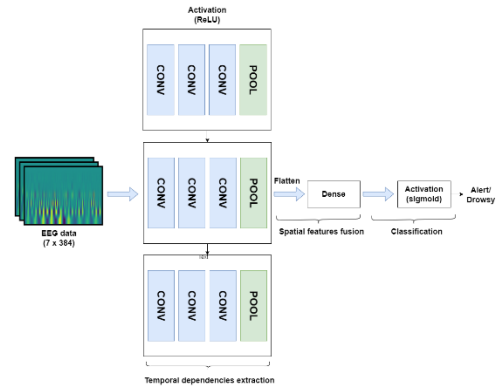 Activation
(ReLU)
CONV
CONV
CONV
POOL
CONV
CONV
CONV
POOL
EEG data
(7 x 384)
Flatten
Dense
Activation
(sigmoid)
Alert/
Drowsy
Spatial features fusion
Classification
CONV
CONV
CONV
POOL
Temporal dependencies extraction